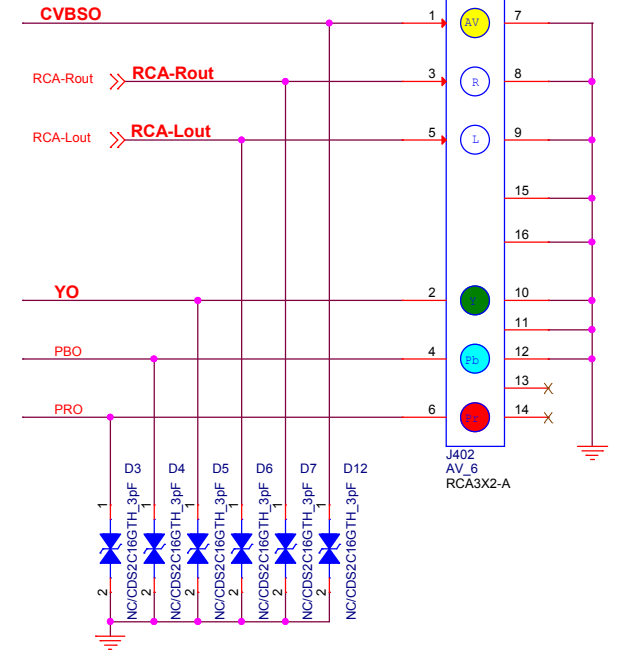 CVBSO 1 AV 7
RCA-Rout RCA-Rout 3 R 8
RCA-Lout RCA-Lout 5 L 9
15
16
YO 2 Y 10
11
PBO 4 Pb 12
13
PRO 6 Pr 14
J402
AV_6
RCA3X2-A
D3 D4 D5 D6 D7 D12
1 1 1 1 1 1
NC/CDS2C16GTH_3pF NC/CDS2C16GTH_3pF NC/CDS2C16GTH_3pF NC/CDS2C16GTH_3pF NC/CDS2C16GTH_3pF NC/CDS2C16GTH_3pF
2 2 2 2 2 2